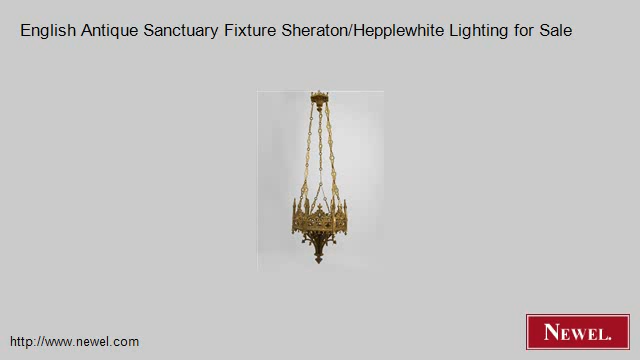 English Antique Sanctuary Fixture Sheraton/Hepplewhite Lighting for Sale
http://www.newel.com
NEWEL.